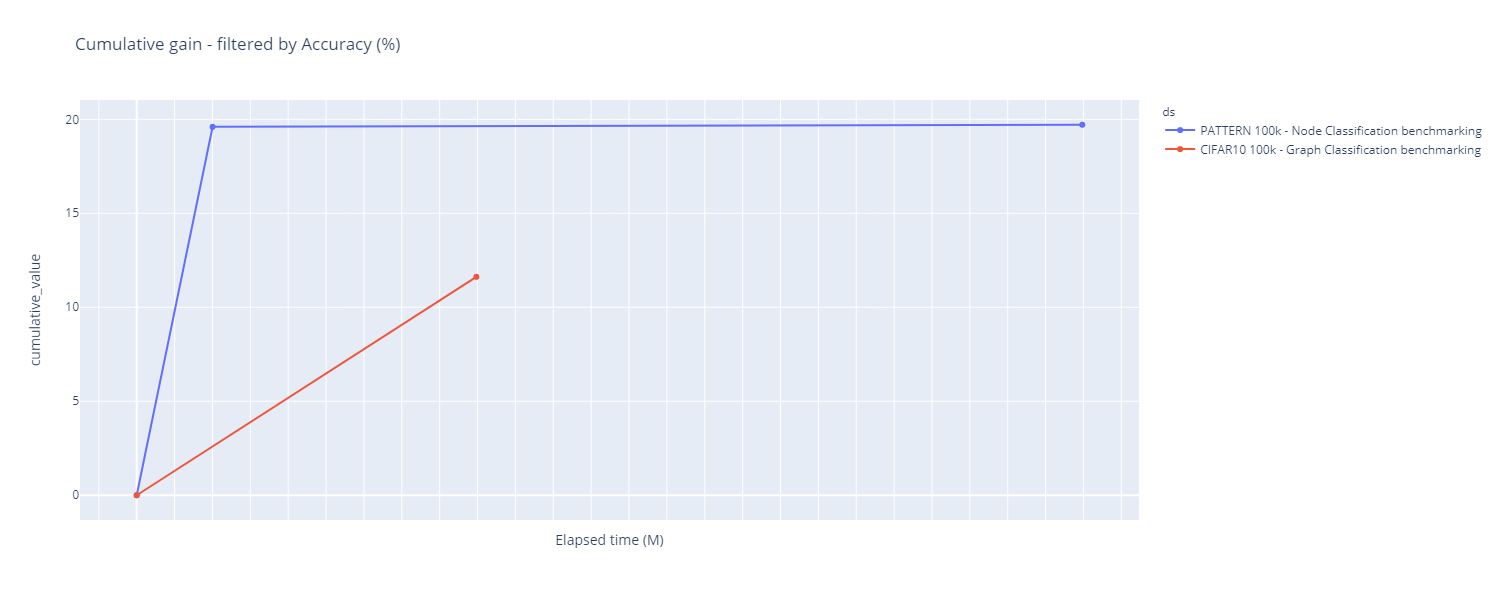 Cumulative gain - filtered by Accuracy (%)
ds
PATTERN 100k - Node Classification benchmarking
CIFAR10 100k - Graph Classification benchmarking
20
15
10
5
0
cumulative_value
Elapsed time (M)